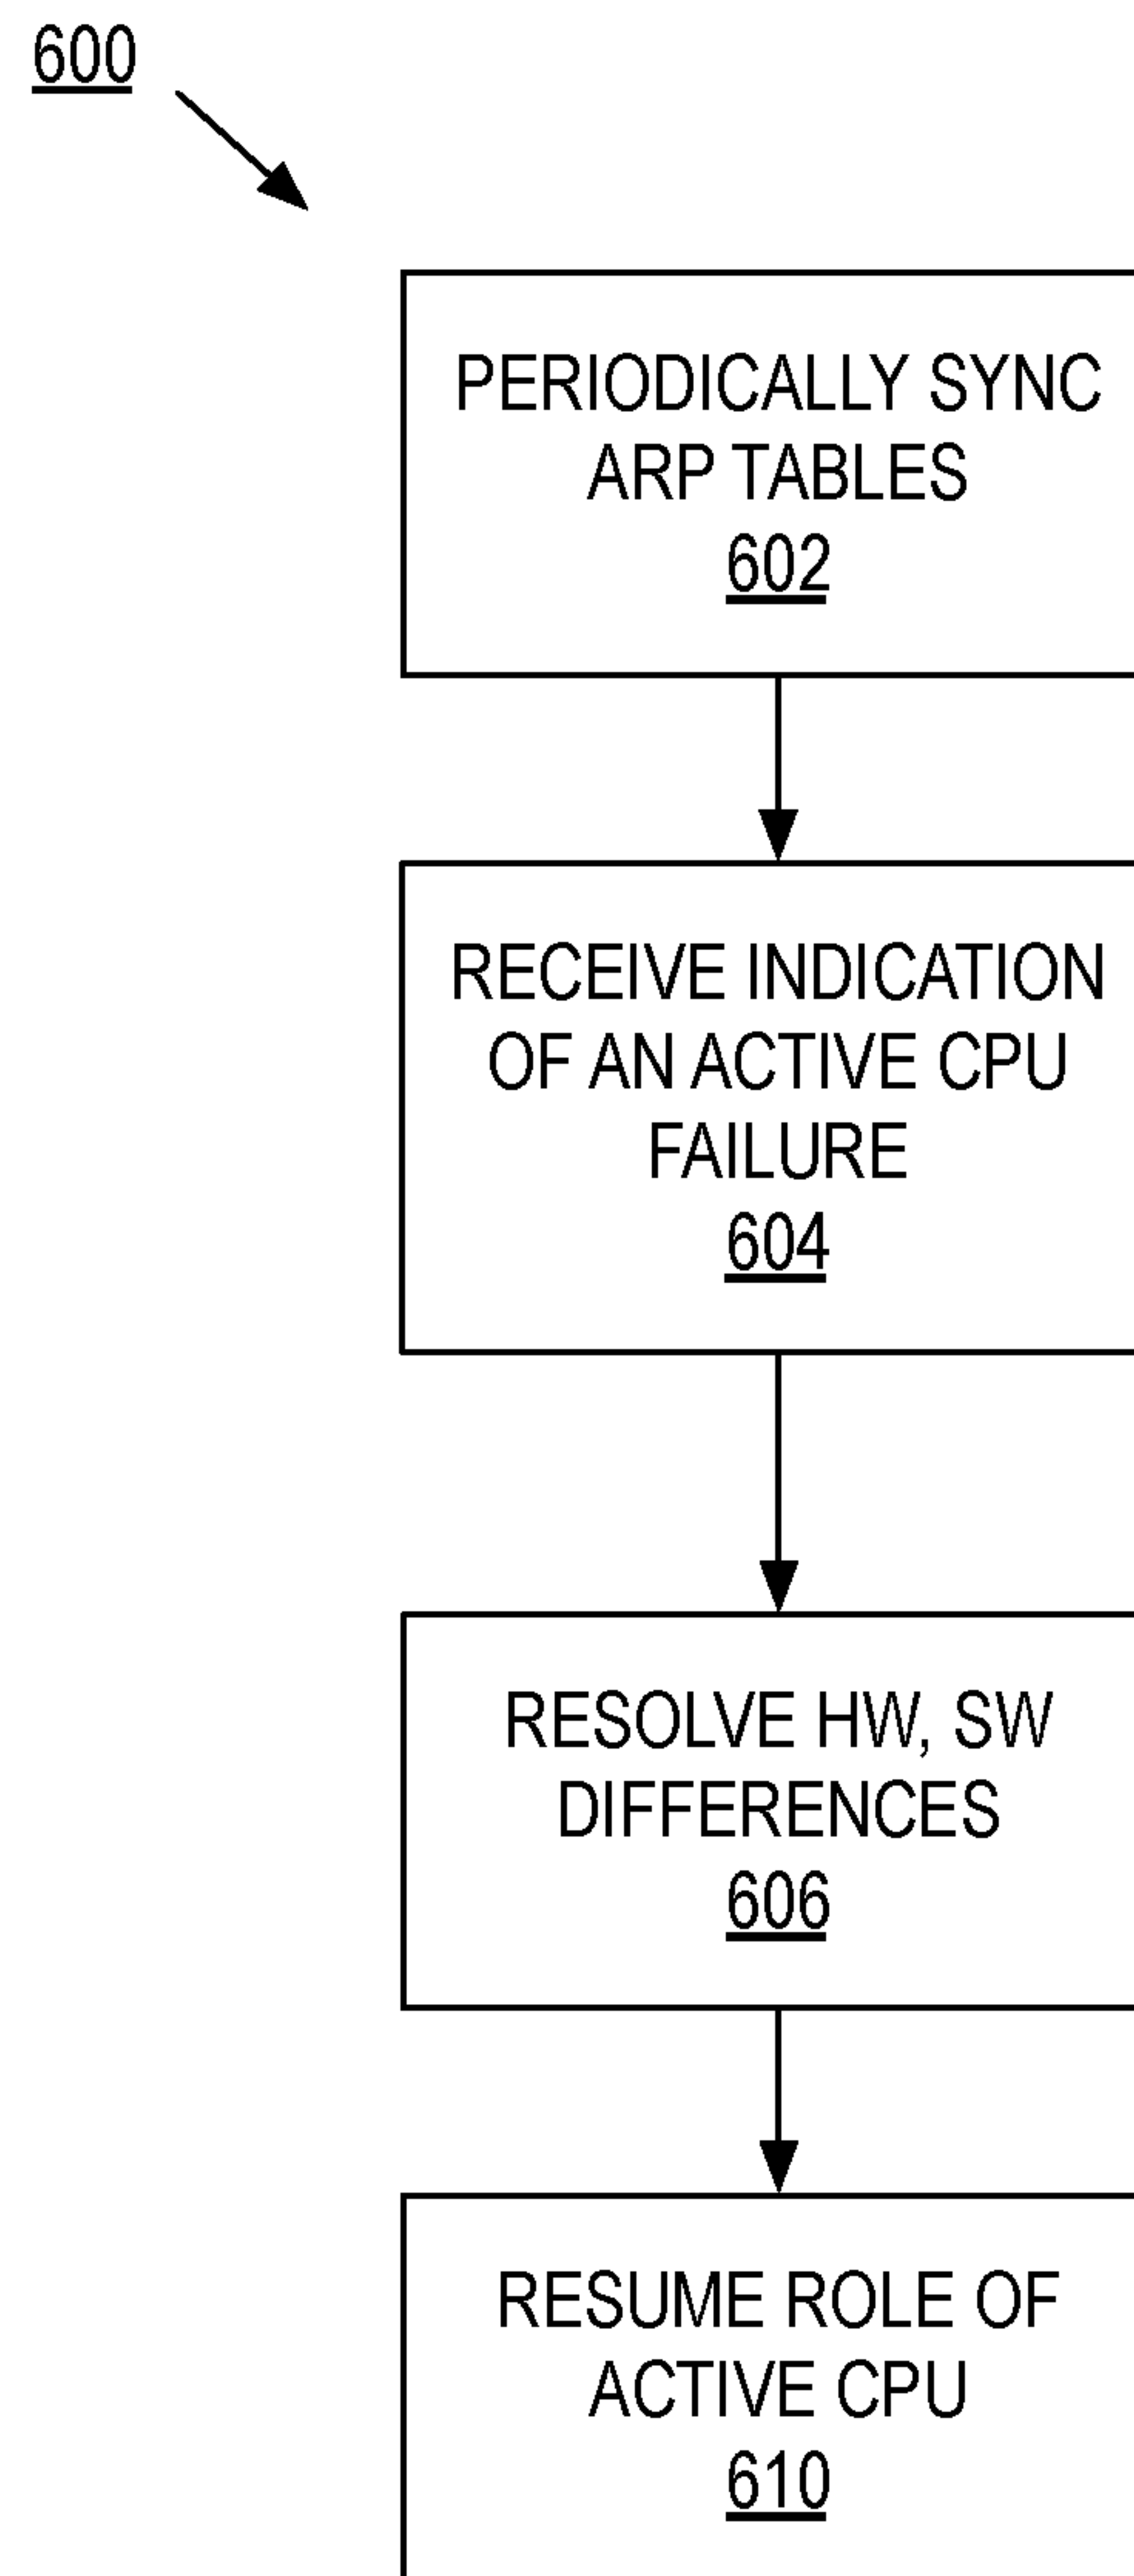 600
PERIODICALLY SYNC
ARP TABLES
602
RECEIVE INDICATION
OF AN ACTIVE CPU
FAILURE
604
RESOLVE HW, SW
DIFFERENCES
606
RESUME ROLE OF
ACTIVE CPU
610